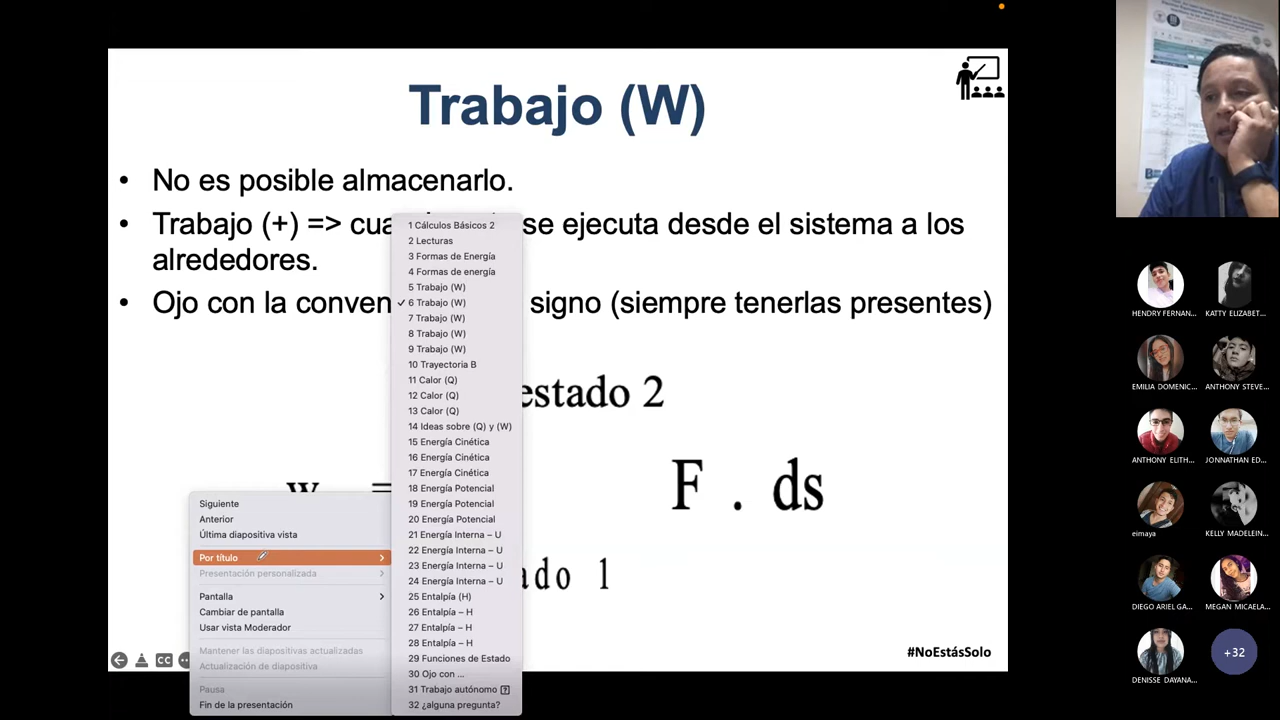 Trabajo (W)
• No es posible almacenarlo.
• Trabajo (+) => cua se ejecuta desde el sistema a los
alrededores.
• Ojo con la conven signo (siempre tenerlas presentes)
estado 2
w =
F . ds
ado 1
1 Cálculos Básicos 2
2 Lecturas
3 Formas de Energía
4 Formas de energía
5 Trabajo (W)
✓ 6 Trabajo (W)
7 Trabajo (W)
8 Trabajo (W)
9 Trabajo (W)
10 Trayectoria B
11 Calor (Q)
12 Calor (Q)
13 Calor (Q)
14 Ideas sobre (Q) y (W)
15 Energía Cinética
16 Energía Cinética
17 Energía Cinética
18 Energía Potencial
19 Energía Potencial
20 Energía Potencial
21 Energía Interna – U
22 Energía Interna – U
23 Energía Interna – U
24 Energía Interna – U
25 Entalpía (H)
26 Entalpía – H
27 Entalpía – H
28 Entalpía – H
29 Funciones de Estado
30 Ojo con ...
31 Trabajo autónomo ?
32 ¿alguna pregunta?
Siguiente
Anterior
Última diapositiva vista
Por título
Presentación personalizada
Pantalla
Cambiar de pantalla
Usar vista Moderador
Mantener las diapositivas actualizadas
Actualización de diapositiva
Pausa
Fin de la presentación
CC
#NoEstásSolo
HENDRY FERNAN...
KATTY ELIZABET...
EMILIA DOMENIC...
ANTHONY STEVE...
ANTHONY ELITH...
JONNATHAN ED...
eimaya
KELLY MADELEIN...
DIEGO ARIEL GA...
MEGAN MICAELA...
DENISSE DAYANA...
+32